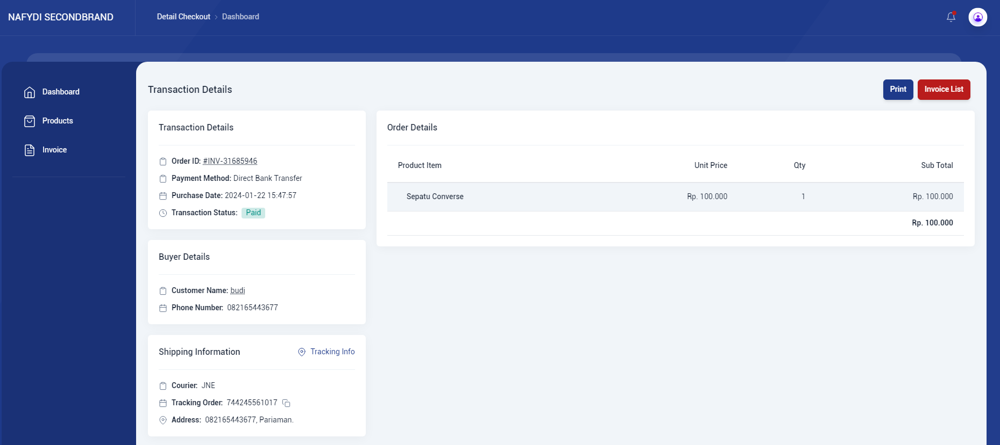 NAFYDI SECONDBRAND
Detail Checkout > Dashboard
Dashboard
Products
Invoice
Transaction Details
Print
Invoice List
Transaction Details
Order ID: #INV-31685946
Payment Method: Direct Bank Transfer
Purchase Date: 2024-01-22 15:47:57
Transaction Status: Paid
Buyer Details
Customer Name: budi
Phone Number: 082165443677
Shipping Information
Tracking Info
Courier: JNE
Tracking Order: 744245561017
Address: 082165443677, Pariaman.
Order Details
Product Item Unit Price Qty Sub Total
Sepatu Converse Rp. 100.000 1 Rp. 100.000
Rp. 100.000